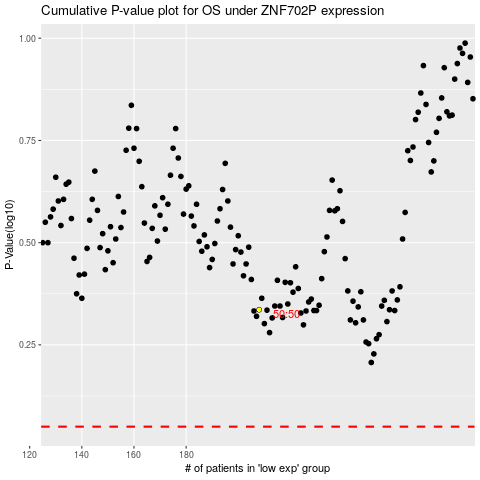 Cumulative P-value plot for OS under ZNF702P expression
P-Value(log10)
1.00
0.75
0.50
0.25
50:50
120 140 160 180
# of patients in 'low exp' group